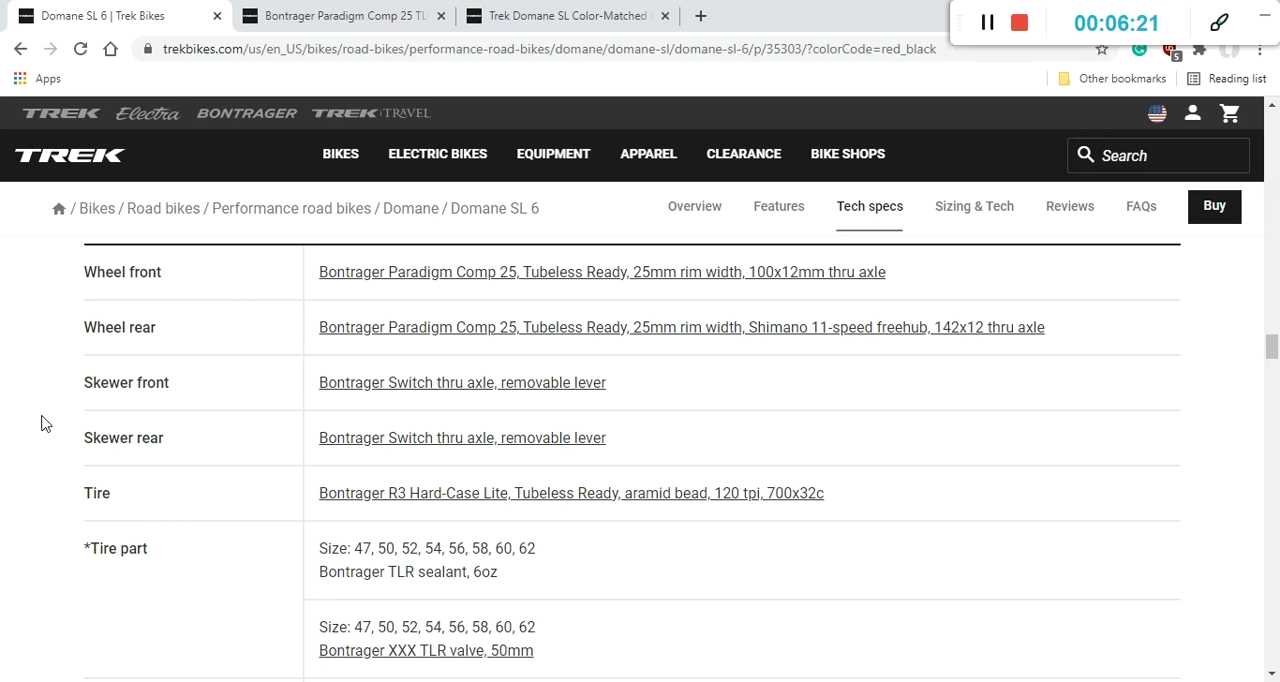 Domane SL 6 | Trek Bikes
Bontrager Paradigm Comp 25 TL
Trek Domane SL Color-Matched
00:06:21
trekbikes.com/us/en_US/bikes/road-bikes/performance-road-bikes/domane/domane-sl/domane-sl-6/p/35303/?colorCode=red_black
5
Apps
Other bookmarks
Reading list
TREK Electra BONTRAGER TREK TRAVEL
TREK
BIKES ELECTRIC BIKES EQUIPMENT APPAREL CLEARANCE BIKE SHOPS
Search
/ Bikes / Road bikes / Performance road bikes / Domane / Domane SL 6
Overview Features Tech specs Sizing & Tech Reviews FAQs Buy
Wheel front Bontrager Paradigm Comp 25, Tubeless Ready, 25mm rim width, 100x12mm thru axle
Wheel rear Bontrager Paradigm Comp 25, Tubeless Ready, 25mm rim width, Shimano 11-speed freehub, 142x12 thru axle
Skewer front Bontrager Switch thru axle, removable lever
Skewer rear Bontrager Switch thru axle, removable lever
Tire Bontrager R3 Hard-Case Lite, Tubeless Ready, aramid bead, 120 tpi, 700x32c
*Tire part Size: 47, 50, 52, 54, 56, 58, 60, 62
Bontrager TLR sealant, 6oz
Size: 47, 50, 52, 54, 56, 58, 60, 62
Bontrager XXX TLR valve, 50mm